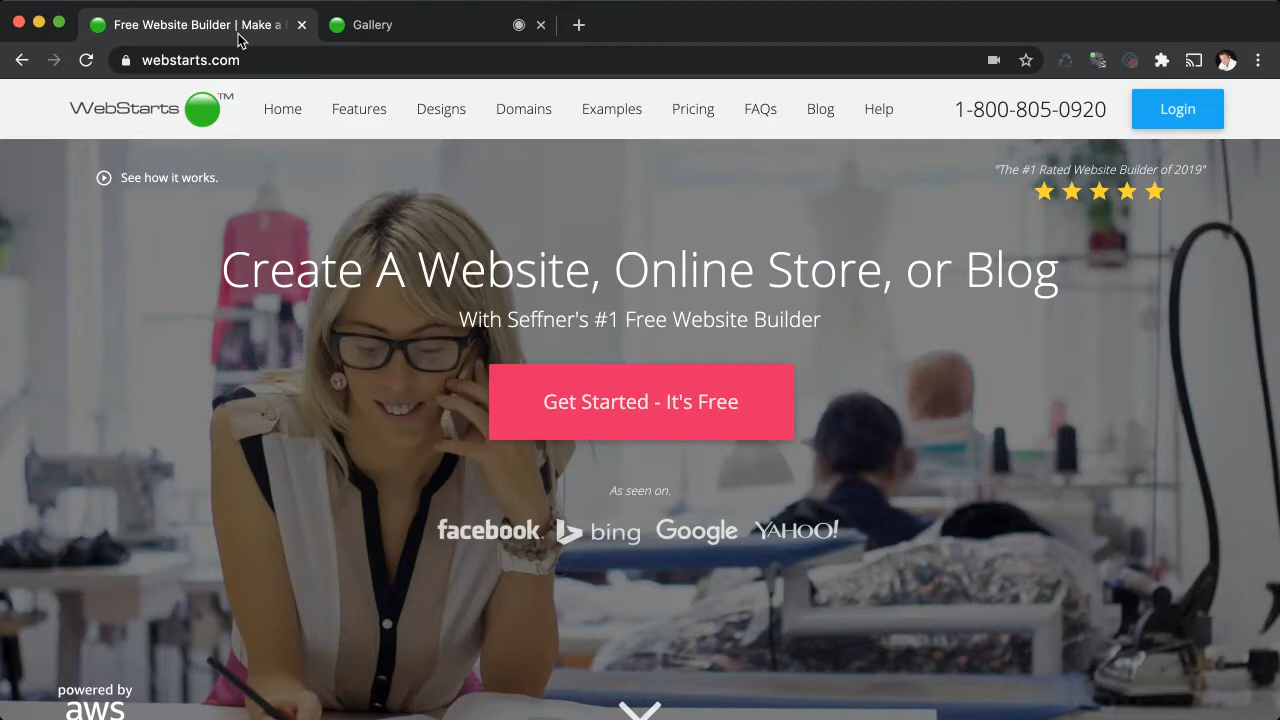 Free Website Builder | Make a
Gallery
webstarts.com
WebStarts TM
Home
Features
Designs
Domains
Examples
Pricing
FAQs
Blog
Help
1-800-805-0920
Login
See how it works.
"The #1 Rated Website Builder of 2019"
Create A Website, Online Store, or Blog
With Seffner's #1 Free Website Builder
Get Started - It's Free
As seen on.
facebook.
bing
Google
YAHOO!
powered by
aws